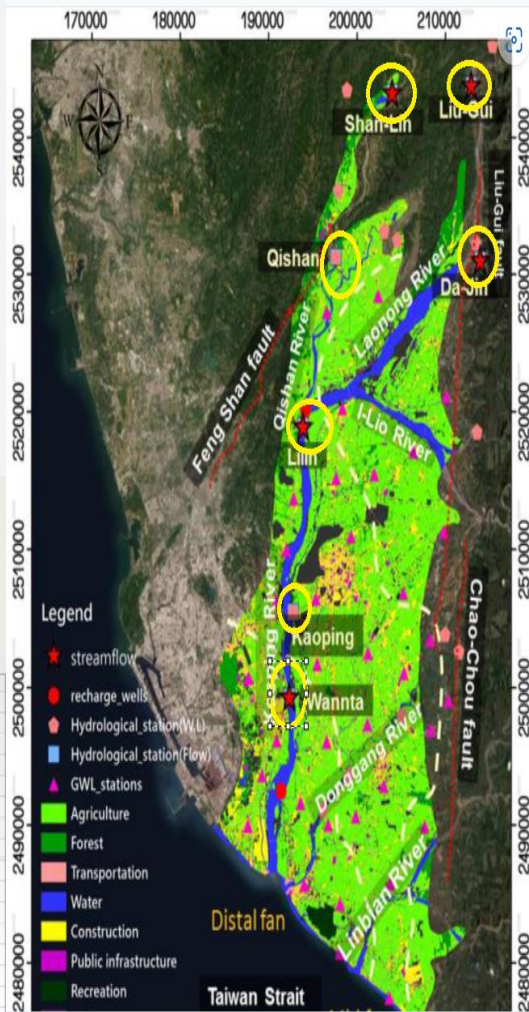 170000 180000 190000 200000 210000
2540000
2530000
2520000
2510000
2500000
2490000
2480000
N
W
E
Shan-Lin
Liu-Gui
Liu-Gui fault
Qishan
Da-Jin
Laonong River
Qishan River
Feng Shan fault
Lilin
I-Lio River
Kaoping
Wannta
Chao-Chou fault
Donggang River
Linbian River
Distal fan
Taiwan Strait
Legend
streamflow
recharge_wells
Hydrological_station(W.L)
Hydrological_station(Flow)
GWL_stations
Agriculture
Forest
Transportation
Water
Construction
Public infrastructure
Recreation